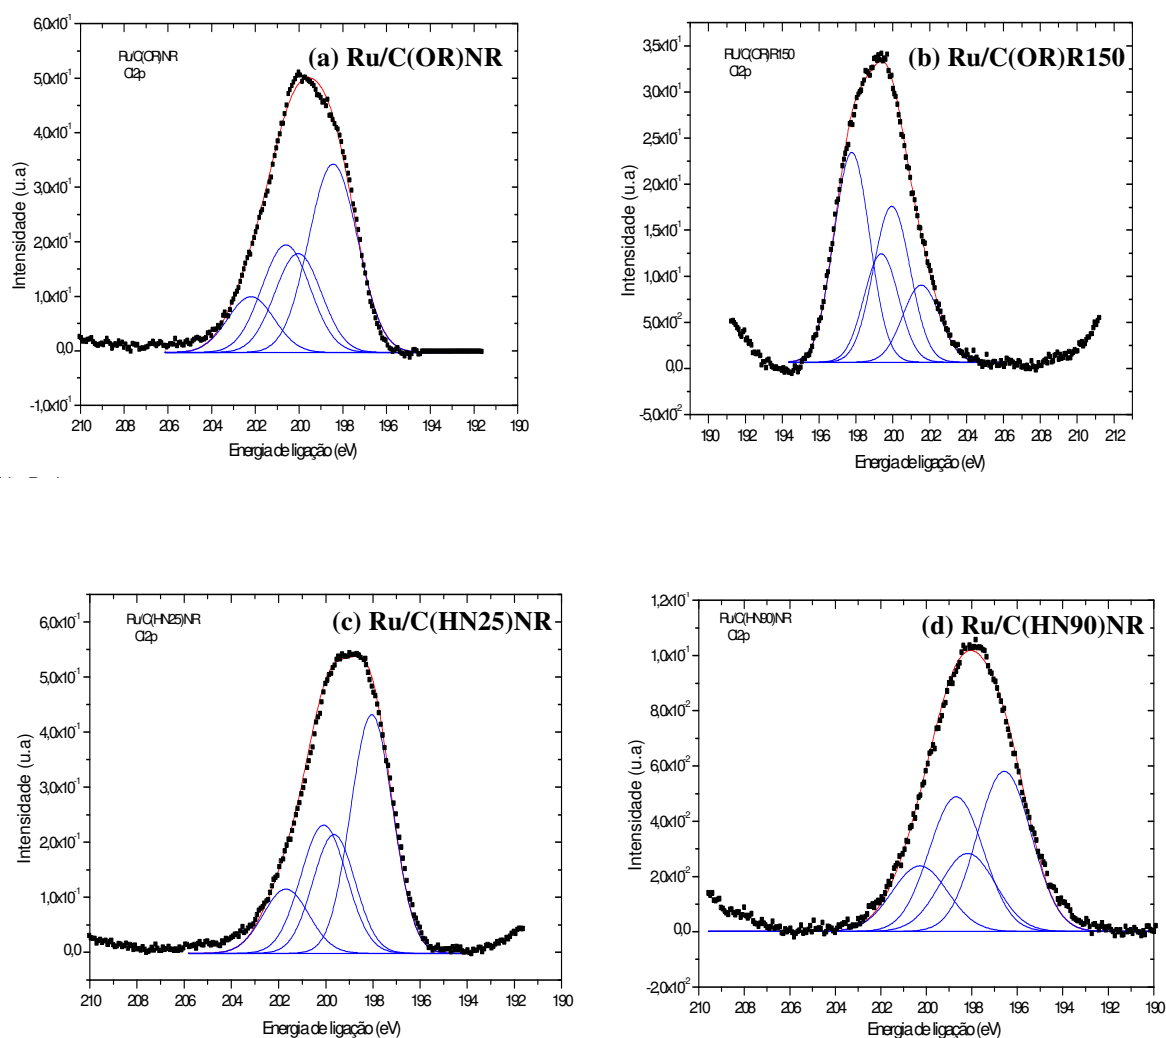 (a) Ru/C(OR)NR
Ru/C(OR)NR
Cl2p
6,0x10⁻¹
5,0x10⁻¹
4,0x10⁻¹
3,0x10⁻¹
2,0x10⁻¹
1,0x10⁻¹
0,0
-1,0x10⁻¹
Intensidade (u.a)
210 208 206 204 202 200 198 196 194 192 190
Energia de ligação (eV)
(b) Ru/C(OR)R150
Ru/C(OR)R150
Cl2p
3,5x10⁻¹
3,0x10⁻¹
2,5x10⁻¹
2,0x10⁻¹
1,5x10⁻¹
1,0x10⁻¹
5,0x10⁻²
0,0
-5,0x10⁻²
Intensidade (u.a)
190 192 194 196 198 200 202 204 206 208 210 212
Energia de ligação (eV)
(c) Ru/C(HN25)NR
Ru/C(HN25)NR
Cl2p
6,0x10⁻¹
5,0x10⁻¹
4,0x10⁻¹
3,0x10⁻¹
2,0x10⁻¹
1,0x10⁻¹
0,0
Intensidade (u.a)
210 208 206 204 202 200 198 196 194 192 190
Energia de ligação (eV)
(d) Ru/C(HN90)NR
Ru/C(HN90)NR
Cl2p
1,2x10⁻¹
1,0x10⁻¹
8,0x10⁻²
6,0x10⁻²
4,0x10⁻²
2,0x10⁻²
0,0
-2,0x10⁻²
Intensidade (u.a)
210 208 206 204 202 200 198 196 194 192 190
Energia de ligação (eV)